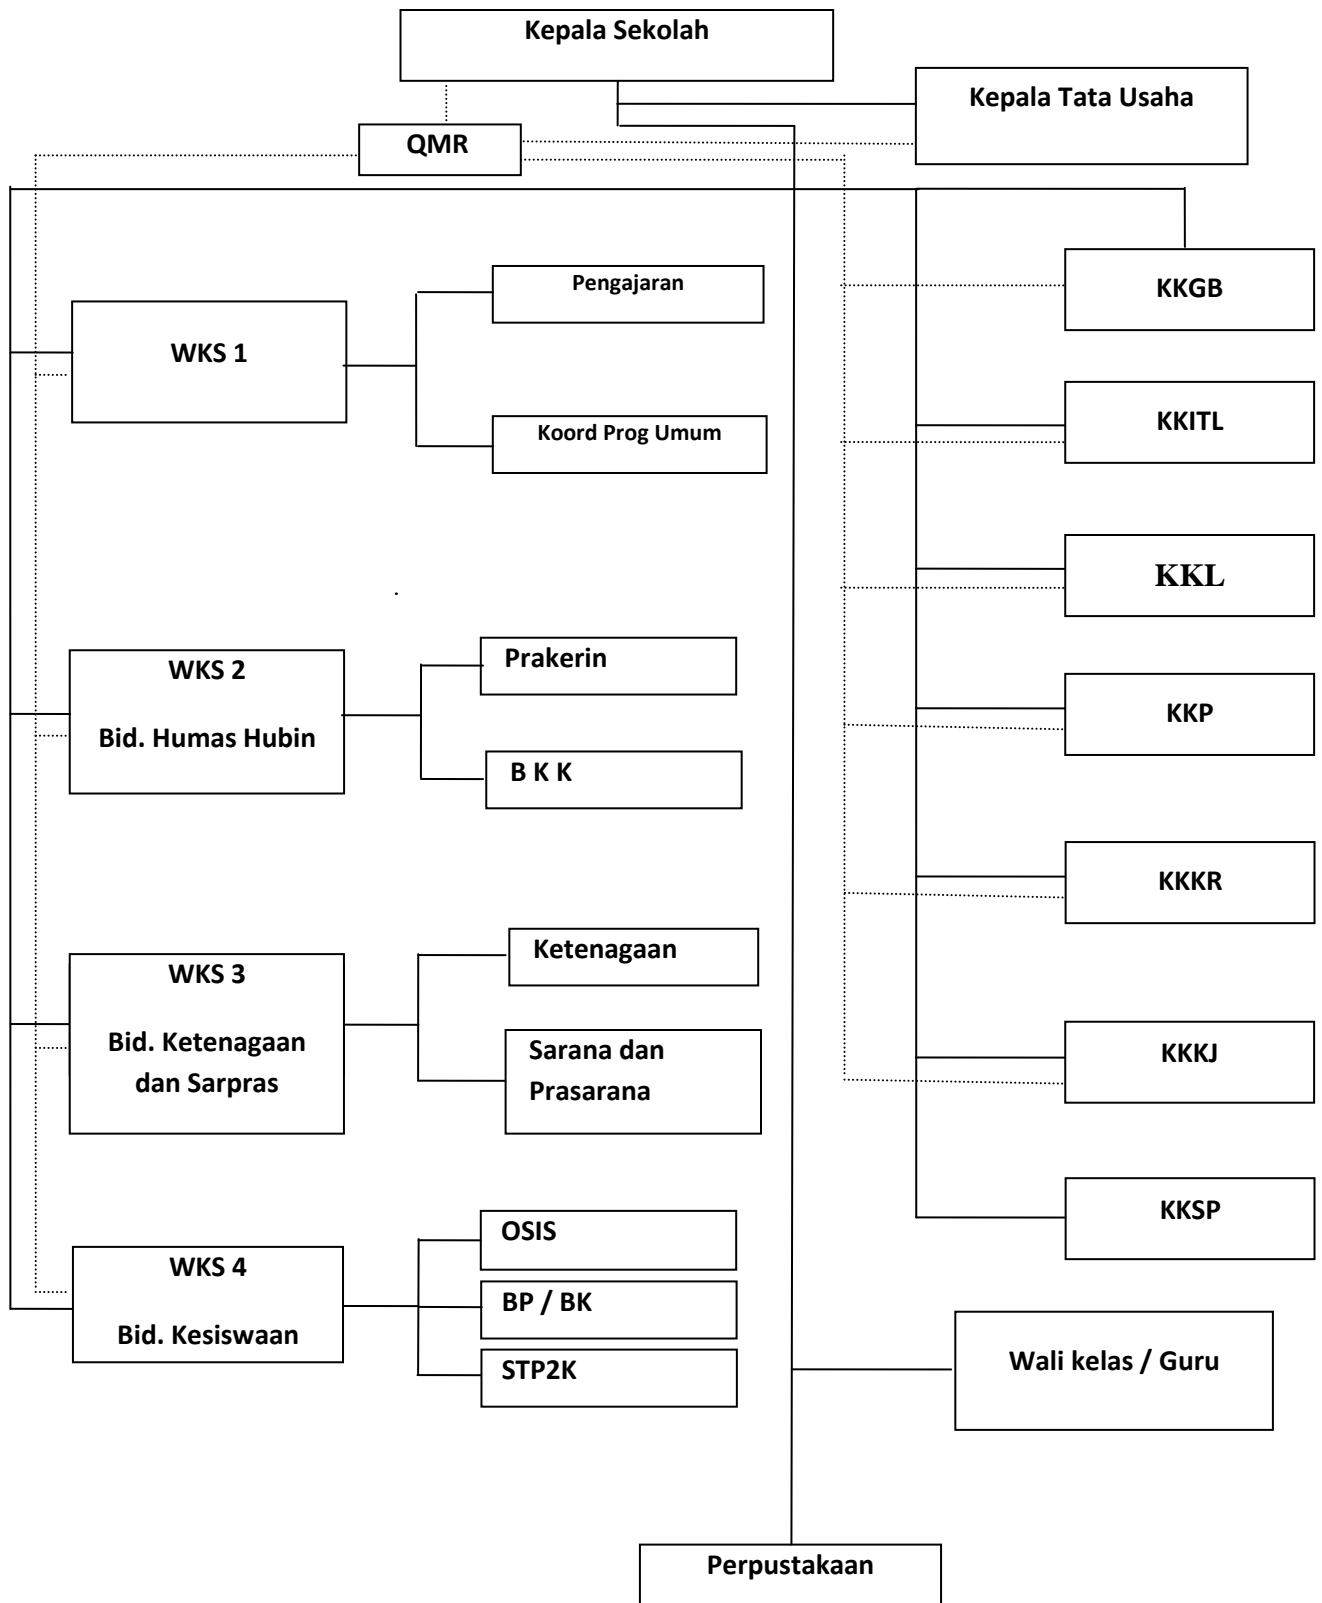 Kepala Sekolah
Kepala Tata Usaha
QMR
KKGB
Pengajaran
WKS 1
KKITL
Koord Prog Umum
KKL
WKS 2
Bid. Humas Hubin
Prakerin
KKP
B K K
KKKR
Ketenagaan
WKS 3
Bid. Ketenagaan
dan Sarpras
Sarana dan
Prasarana
KKKJ
KKSP
OSIS
WKS 4
Bid. Kesiswaan
BP / BK
STP2K
Wali kelas / Guru
Perpustakaan